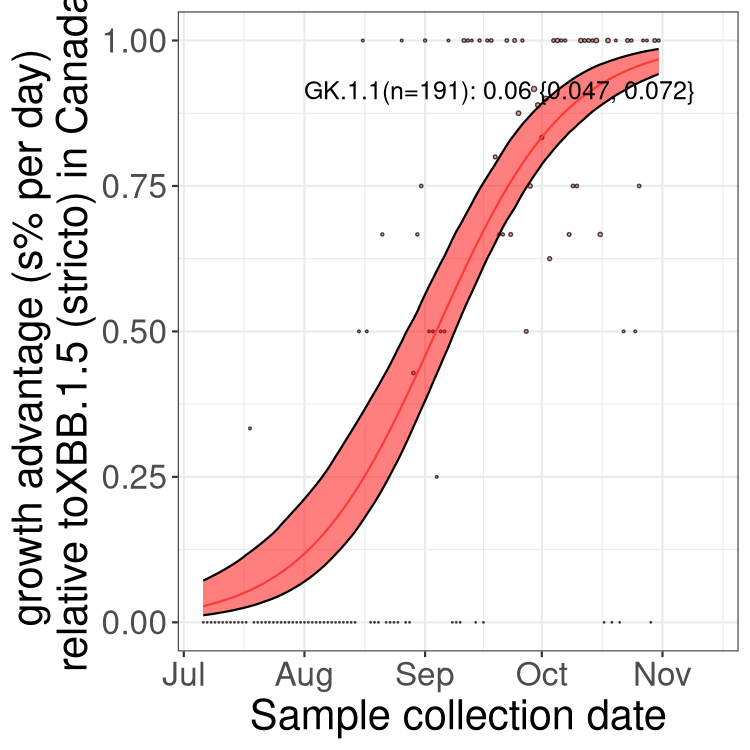 growth advantage (s% per day)
relative toXBB.1.5 (stricto) in Canada
1.00
0.75
0.50
0.25
0.00
GK.1.1(n=191): 0.06 {0.047, 0.072}
Jul Aug Sep Oct Nov
Sample collection date